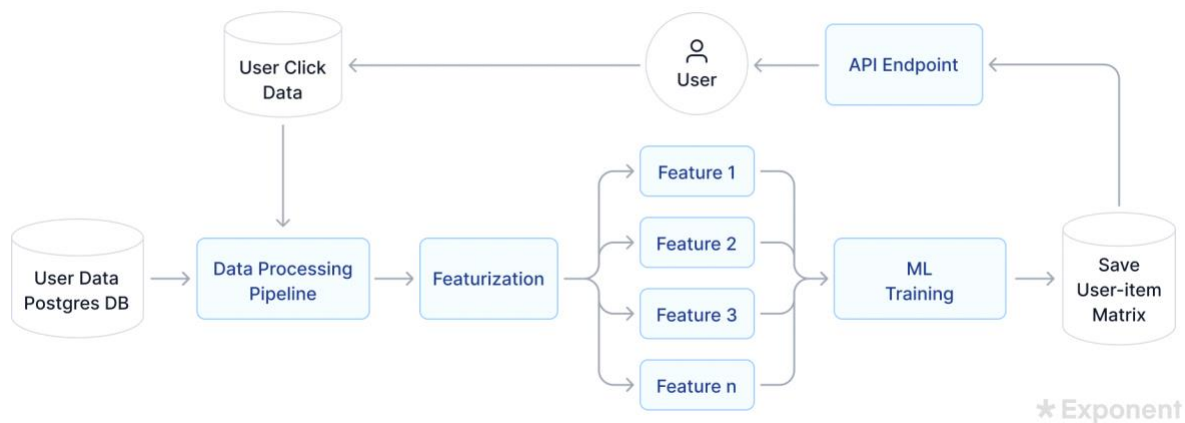 User Click
Data
User
API Endpoint
Feature 1
Feature 2
Feature 3
Feature n
User Data
Postgres DB
Data Processing
Pipeline
Featurization
ML
Training
Save
User-item
Matrix
Exponent